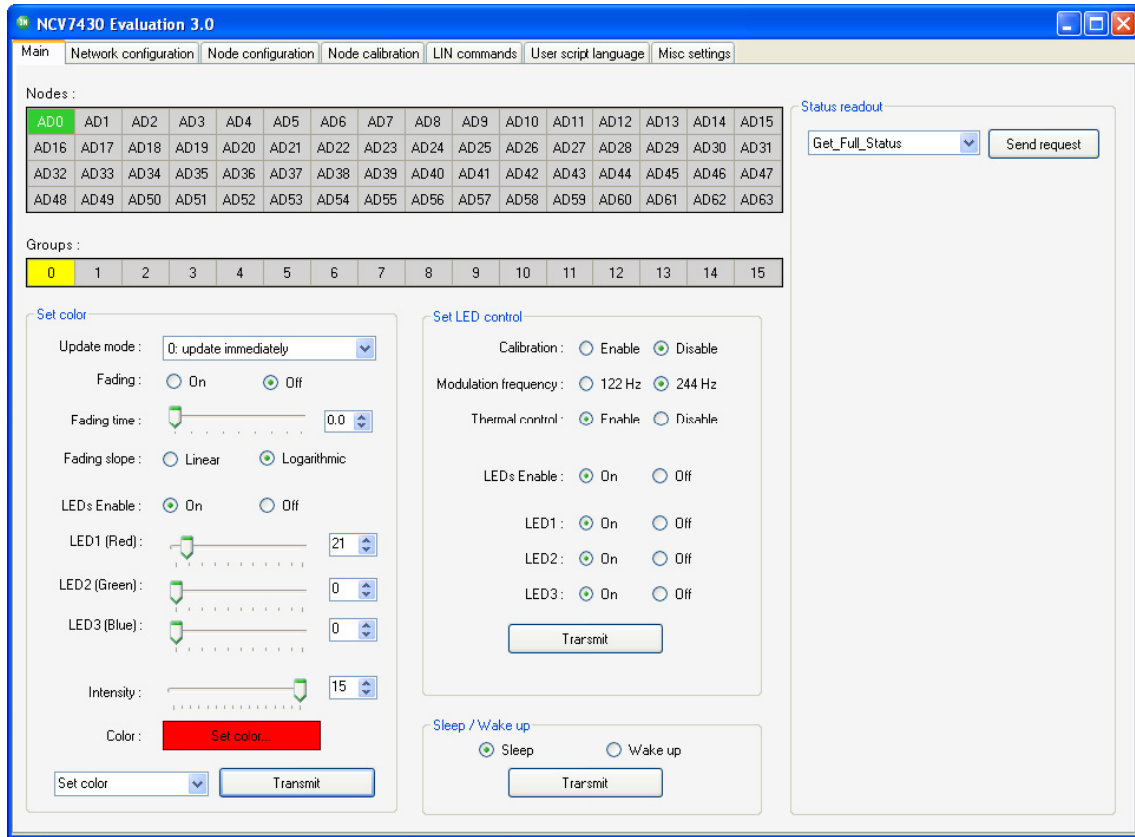 NCV7430 Evaluation 3.0
Main Network configuration Node configuration Node calibration LIN commands User script language Misc settings
Nodes :
AD0 AD1 AD2 AD3 AD4 AD5 AD6 AD7 AD8 AD9 AD10 AD11 AD12 AD13 AD14 AD15
AD16 AD17 AD18 AD19 AD20 AD21 AD22 AD23 AD24 AD25 AD26 AD27 AD28 AD29 AD30 AD31
AD32 AD33 AD34 AD35 AD36 AD37 AD38 AD39 AD40 AD41 AD42 AD43 AD44 AD45 AD46 AD47
AD48 AD49 AD50 AD51 AD52 AD53 AD54 AD55 AD56 AD57 AD58 AD59 AD60 AD61 AD62 AD63
Groups :
0 1 2 3 4 5 6 7 8 9 10 11 12 13 14 15
Set color
Update mode : 0: update immediately
Fading : On Off
Fading time : 0.0
Fading slope : Linear Logarithmic
LEDs Enable : On Off
LED1 (Red) : 21
LED2 (Green) : 0
LED3 (Blue) : 0
Intensity : 15
Color : Set color...
Set color Transmit
Set LED control
Calibration : Enable Disable
Modulation frequency : 122 Hz 244 Hz
Thermal control : Enable Disable
LEDs Enable : On Off
LED1 : On Off
LED2 : On Off
LED3 : On Off
Transmit
Sleep / Wake up
Sleep Wake up
Transmit
Status readout
Get_Full_Status Send request